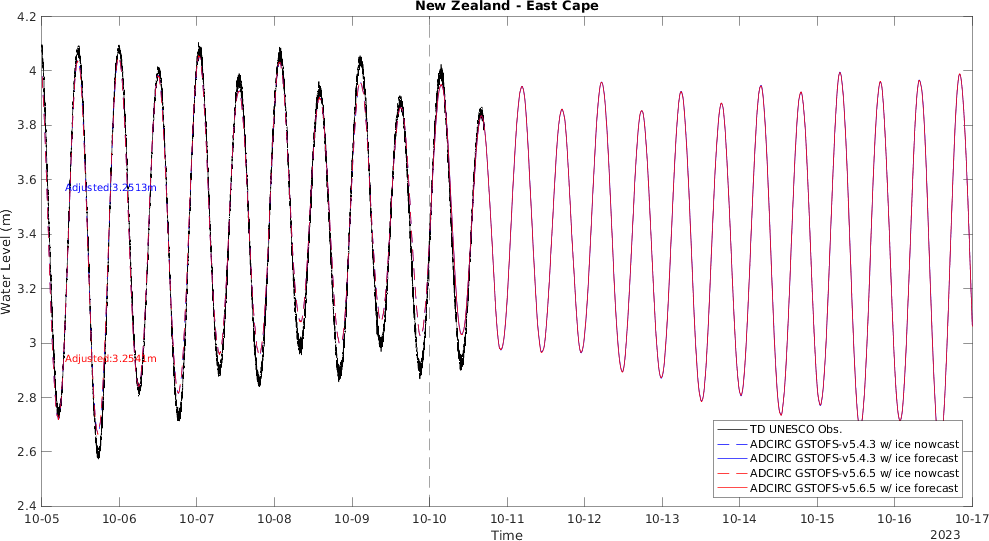 New Zealand - East Cape
4.2
4
3.8
3.6
3.4
3.2
3
2.8
2.6
2.4
Water Level (m)
Adjusted:3.2513m
Adjusted:3.2541m
TD UNESCO Obs.
ADCIRC GSTOFS-v5.4.3 w/ ice nowcast
ADCIRC GSTOFS-v5.4.3 w/ ice forecast
ADCIRC GSTOFS-v5.6.5 w/ ice nowcast
ADCIRC GSTOFS-v5.6.5 w/ ice forecast
10-05 10-06 10-07 10-08 10-09 10-10 10-11 10-12 10-13 10-14 10-15 10-16 10-17
Time
2023